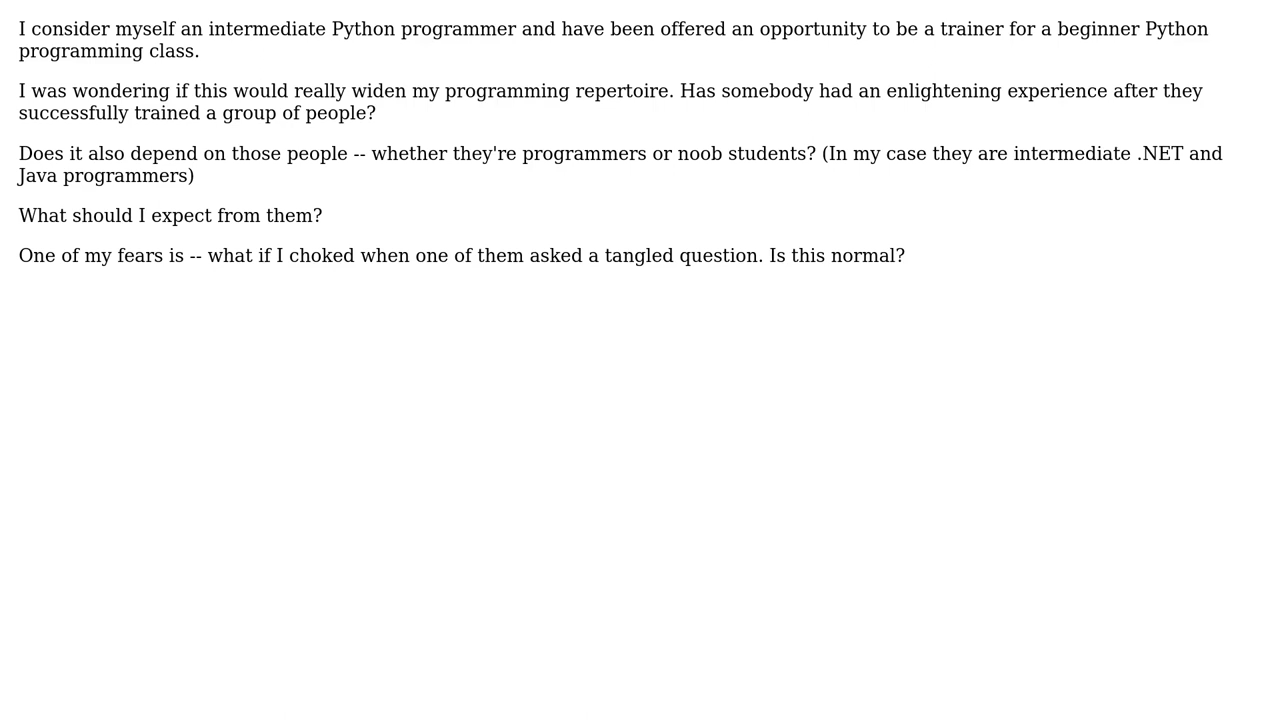 I consider myself an intermediate Python programmer and have been offered an opportunity to be a trainer for a beginner Python
programming class.
I was wondering if this would really widen my programming repertoire. Has somebody had an enlightening experience after they
successfully trained a group of people?
Does it also depend on those people -- whether they're programmers or noob students? (In my case they are intermediate .NET and
Java programmers)
What should I expect from them?
One of my fears is -- what if I choked when one of them asked a tangled question. Is this normal?